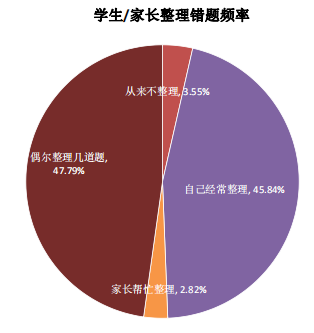 学生/家长整理错题频率
从来不整理, 3.55%
偶尔整理几道题,
47.79%
自己经常整理, 45.84%
家长帮忙整理, 2.82%